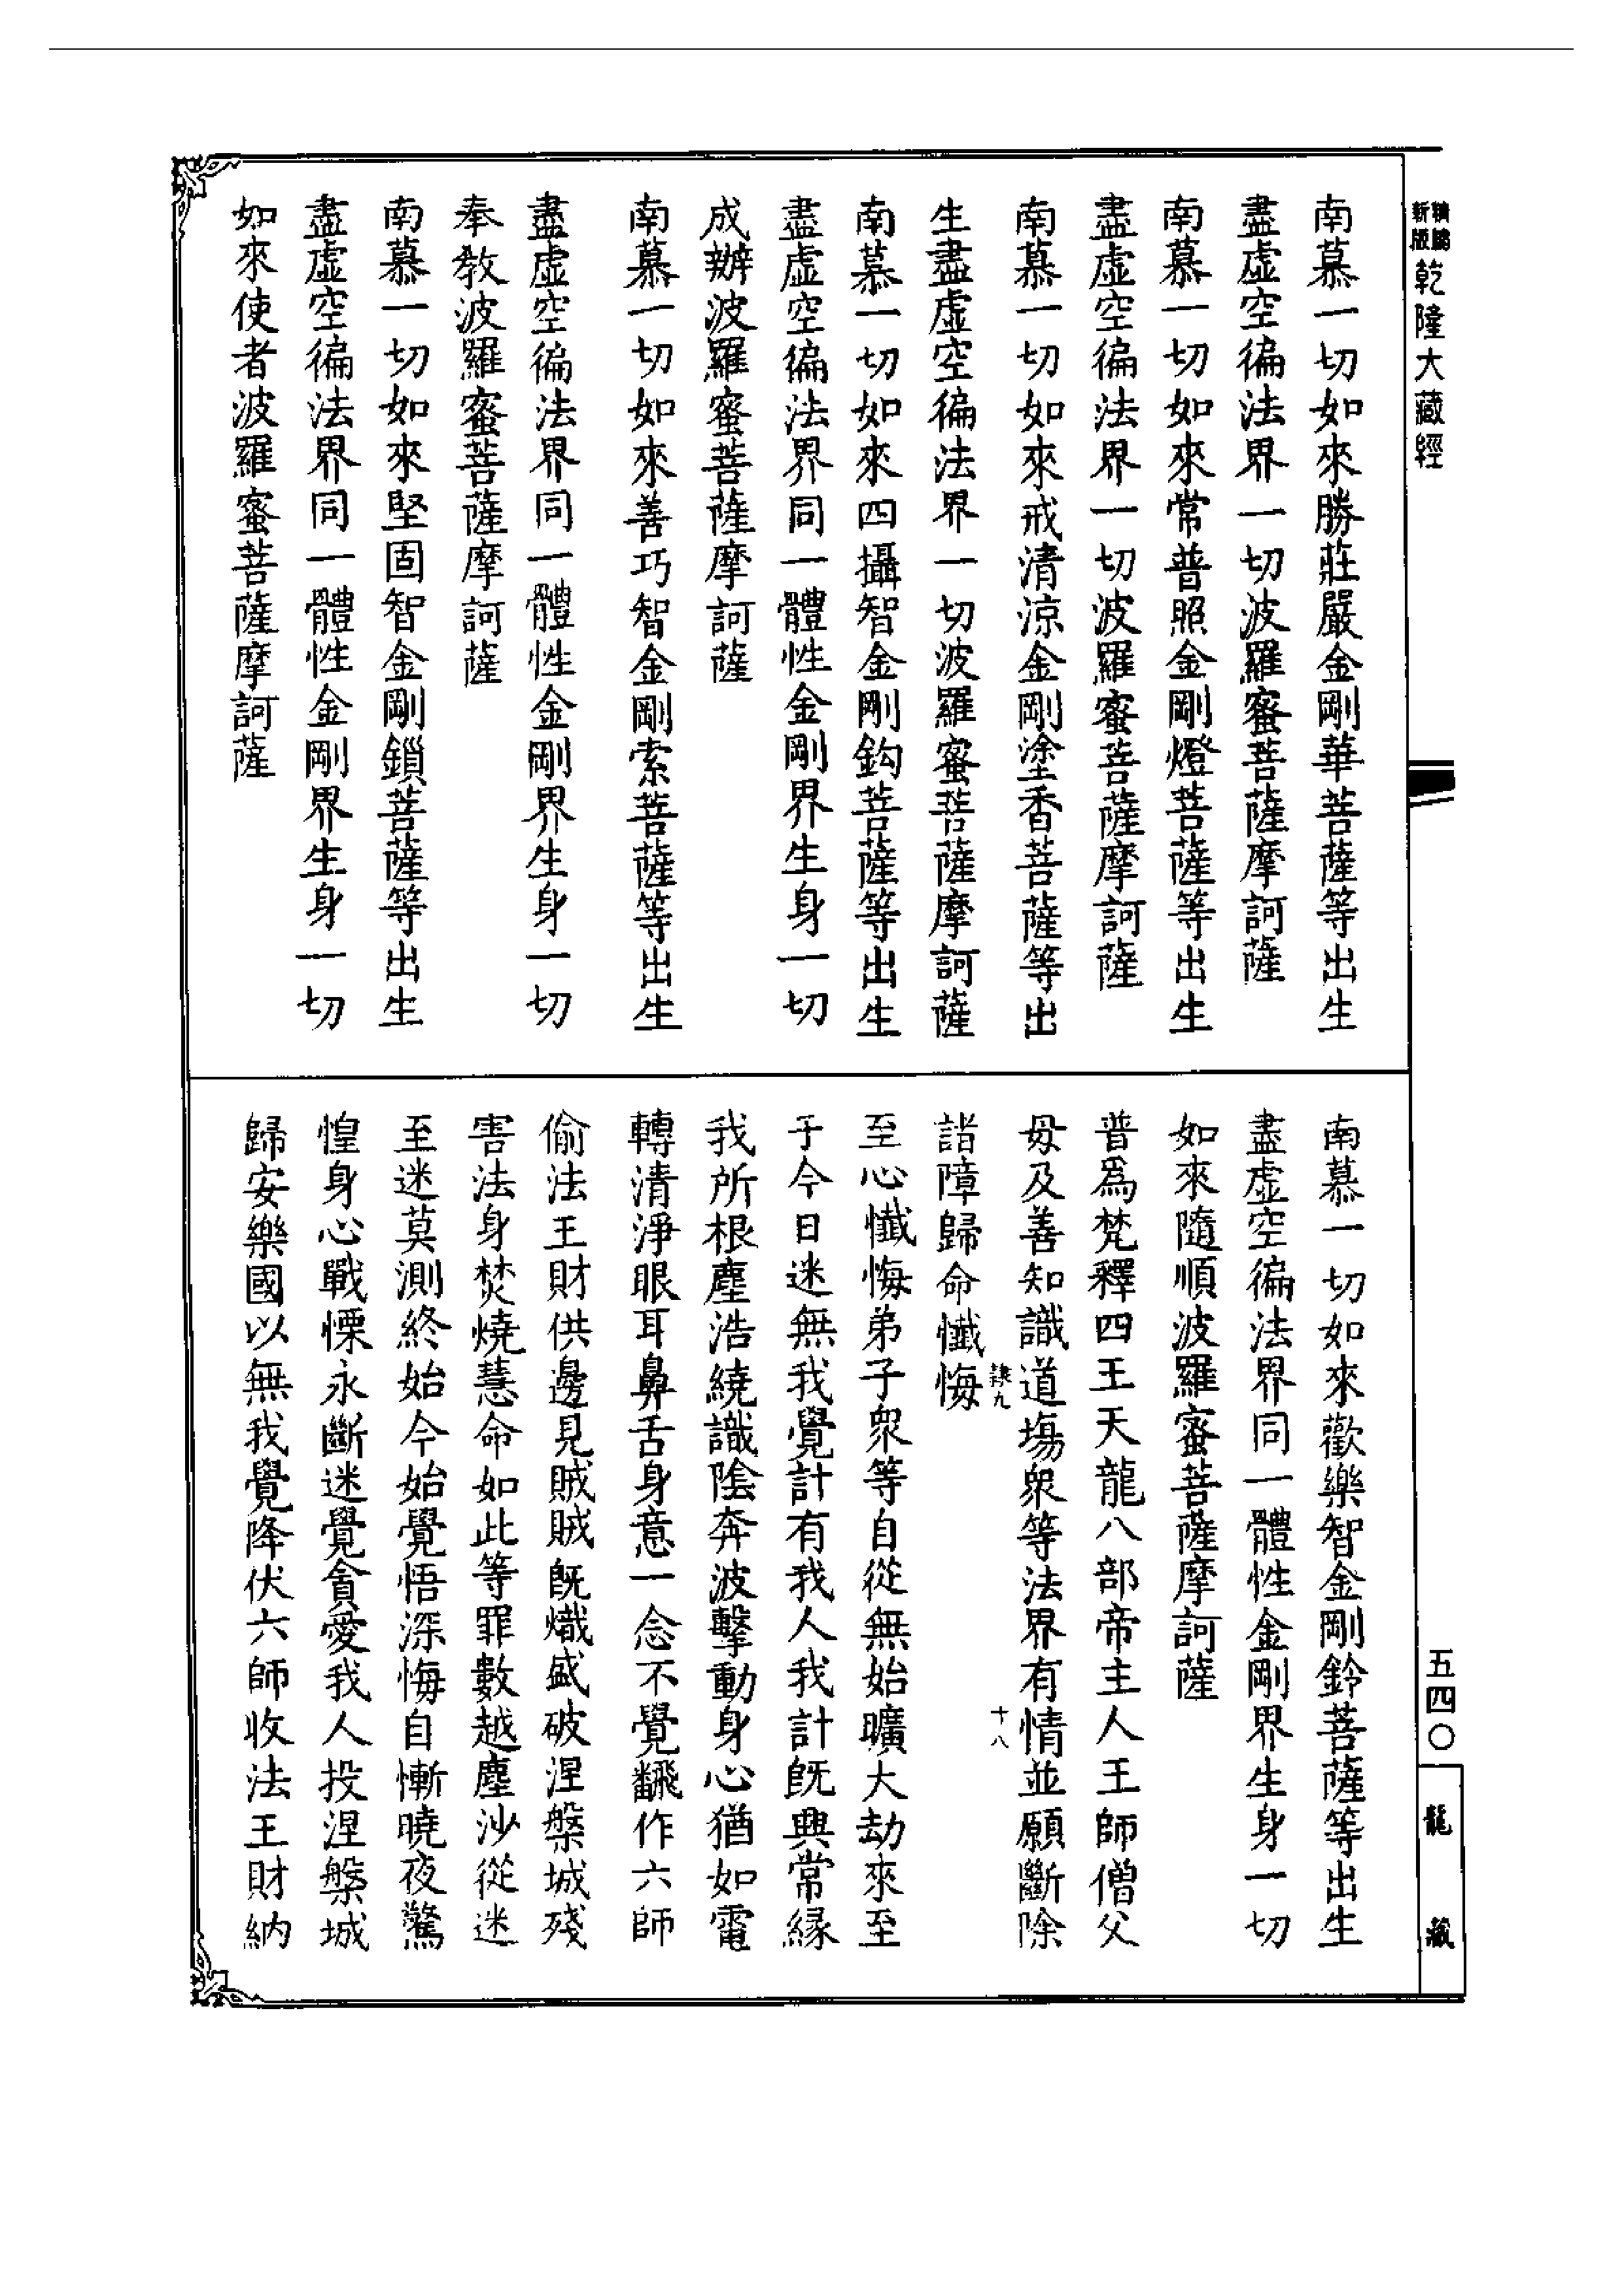 新版
精縮
乾隆大藏經
南慕一切如來勝莊嚴金剛華菩薩等出生
盡虛空徧法界一切波羅蜜菩薩摩訶薩
南慕一切如來常普照金剛燈菩薩等出生
盡虛空徧法界一切波羅蜜菩薩摩訶薩
南慕一切如來戒清涼金剛塗香菩薩等出
生盡虛空徧法界一切波羅蜜菩薩摩訶薩
南慕一切如來四攝智金剛鈎菩薩等出生
盡虛空徧法界同一體性金剛界生身一切
成辦波羅蜜菩薩摩訶薩
南慕一切如來善巧智金剛索菩薩等出生
盡虛空徧法界同一體性金剛界生身一切
奉教波羅蜜菩薩摩訶薩
南慕一切如來堅固智金剛鎖菩薩等出生
盡虛空徧法界同一體性金剛界生身一切
如來使者波羅蜜菩薩摩訶薩
南慕一切如來歡樂智金剛鈴菩薩等出生
盡虛空徧法界同一體性金剛界生身一切
如來隨順波羅蜜菩薩摩訶薩
普爲梵釋四王天龍八部帝主人王師僧父
母及善知識道場衆等法界有情並願斷除
隸九 十八
諸障歸命懺悔
至心懺悔弟子衆等自從無始曠大劫來至
于今日迷無我覺計有我人我計旣興常緣
我所根塵浩繞識陰奔波擊動身心猶如電
轉清淨眼耳鼻舌身意一念不覺翻作六師
偷法王財供邊見賊賊旣熾盛破涅槃城殘
害法身焚燒慧命如此等罪數越塵沙從迷
至迷莫測終始今始覺悟深悔自慚曉夜驚
惶身心戰慄永斷迷覺貪愛我人投涅槃城
歸安樂國以無我覺降伏六師收法王財納
五四〇
龍藏